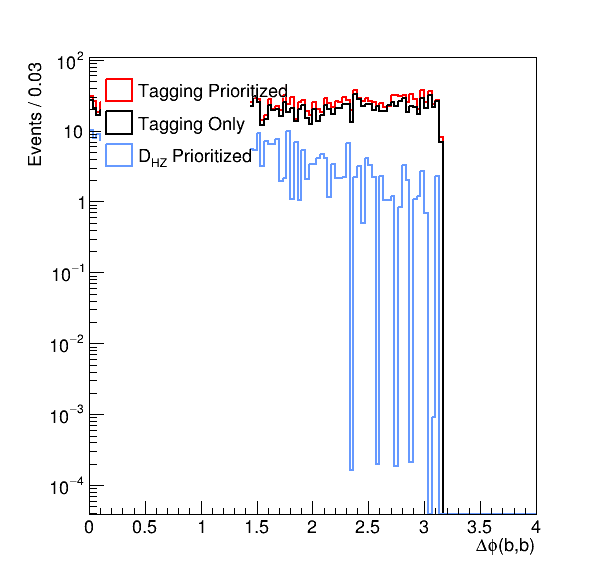 10²
Events / 0.03
Tagging Prioritized
Tagging Only
10
D_HZ Prioritized
1
10⁻¹
10⁻²
10⁻³
10⁻⁴
0 0.5 1 1.5 2 2.5 3 3.5 4
Δϕ(b,b)